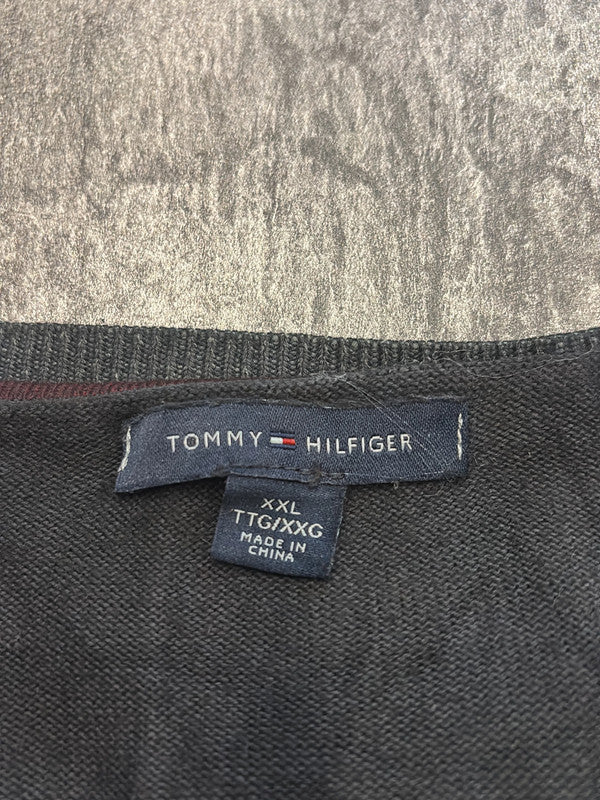 TOMMY HILFIGER
XXL
TTG/XXG
MADE IN
CHINA